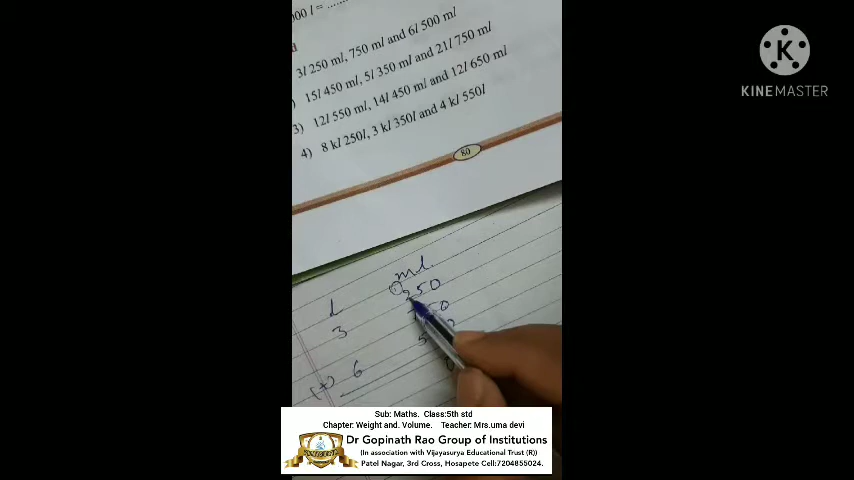 000 l = ........
3l 250 ml, 750 ml and 6l 500 ml
) 15l 450 ml, 5l 350 ml and 21l 750 ml
3) 12l 550 ml, 14l 450 ml and 12l 650 ml
4) 8 kl 250l, 3 kl 350l and 4 kl 550l
80
l ml
3 250
50
(+) 6 5
0
K
KINEMASTER
Sub: Maths. Class:5th std
Chapter: Weight and. Volume. Teacher: Mrs.uma devi
Dr Gopinath Rao Group of Institutions
(In association with Vijayasurya Educational Trust (R))
Patel Nagar, 3rd Cross, Hosapete Cell:7204855024.